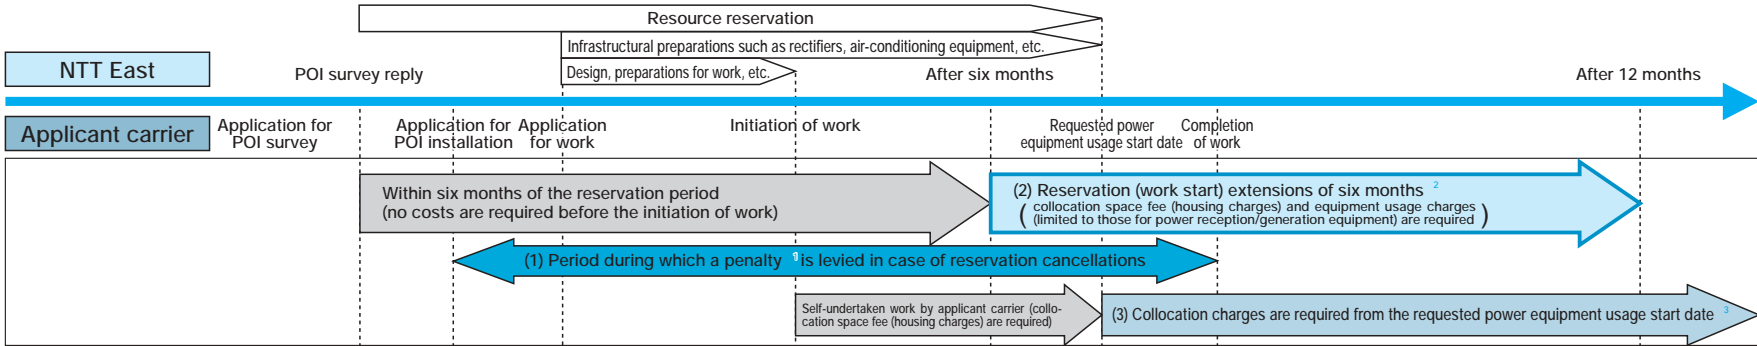 Resource reservation
Infrastructural preparations such as rectifiers, air-conditioning equipment, etc.
NTT East
POI survey reply
Design, preparations for work, etc.
After six months
After 12 months
Applicant carrier
Application for
POI survey
Application for
POI installation
Application
for work
Initiation of work
Requested power
equipment usage start date
Completion
of work
Within six months of the reservation period
(no costs are required before the initiation of work)
(2) Reservation (work start) extensions of six months 2
( collocation space fee (housing charges) and equipment usage charges
(limited to those for power reception/generation equipment) are required )
(1) Period during which a penalty 1 is levied in case of reservation cancellations
Self-undertaken work by applicant carrier (collo-
cation space fee (housing charges) are required)
(3) Collocation charges are required from the requested power equipment usage start date 3